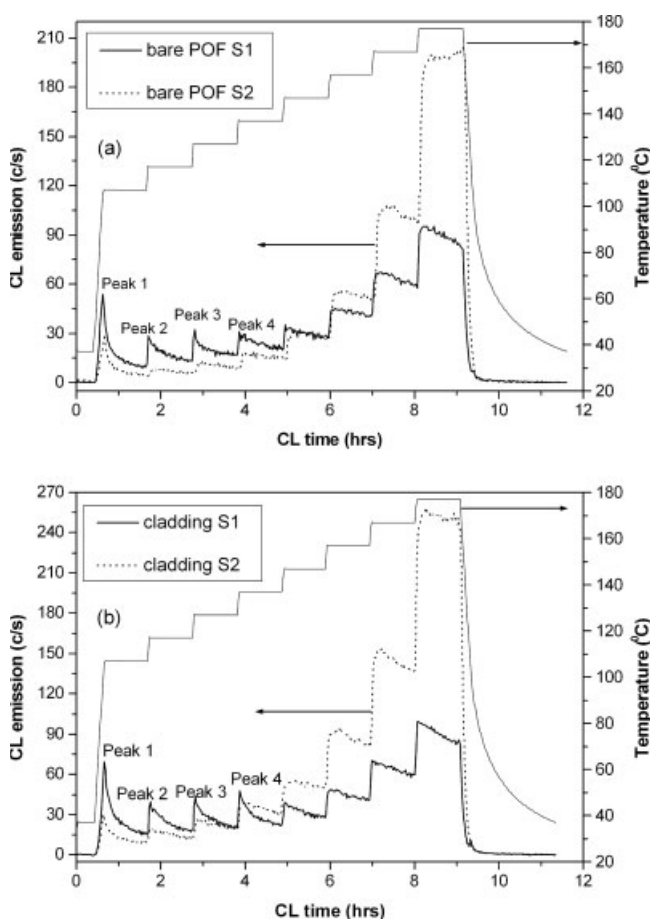 210
180
150
120
90
60
30
0
CL emission (c/s)
bare POF S1
bare POF S2
(a)
Peak 1
Peak 2
Peak 3
Peak 4
180
160
140
120
100
80
60
40
20
Temperature (⁰C)
0 2 4 6 8 10 12
CL time (hrs)
270
240
210
180
150
120
90
60
30
0
CL emission (c/s)
cladding S1
cladding S2
(b)
Peak 1
Peak 2
Peak 3
Peak 4
180
160
140
120
100
80
60
40
20
Temperature (⁰C)
0 2 4 6 8 10 12
CL time (hrs)